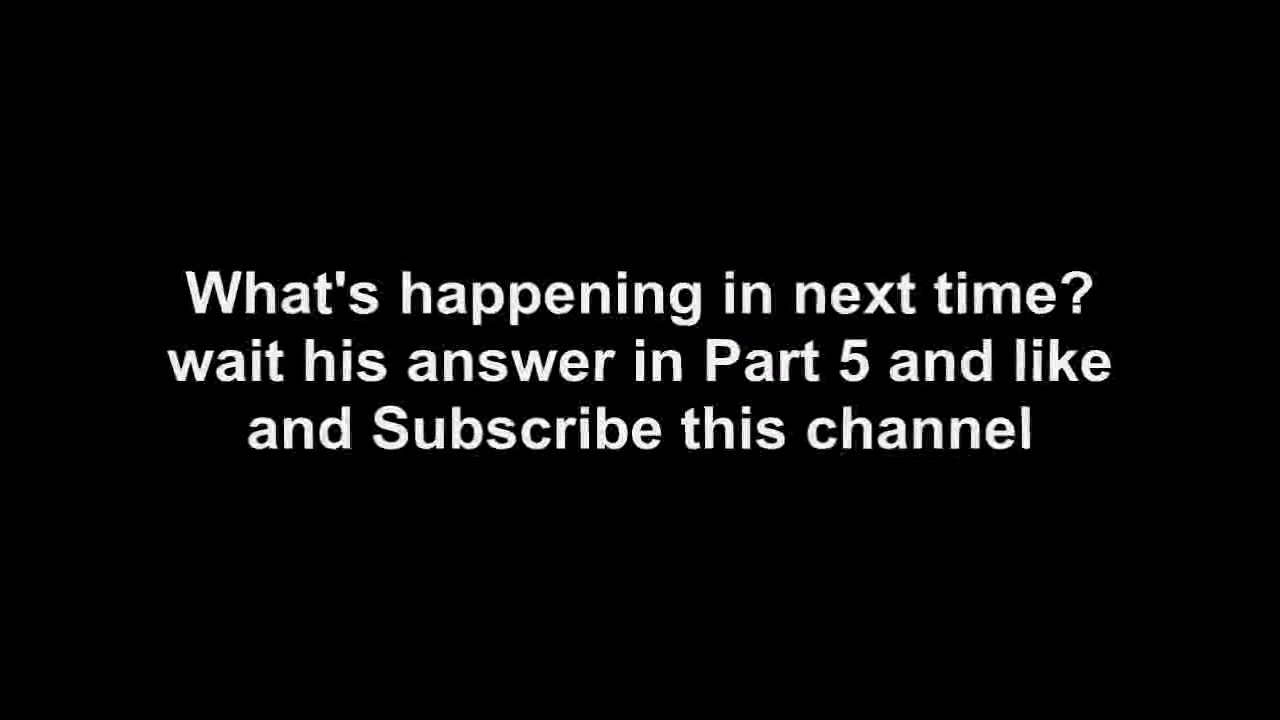 What's happening in next time?
wait his answer in Part 5 and like
and Subscribe this channel